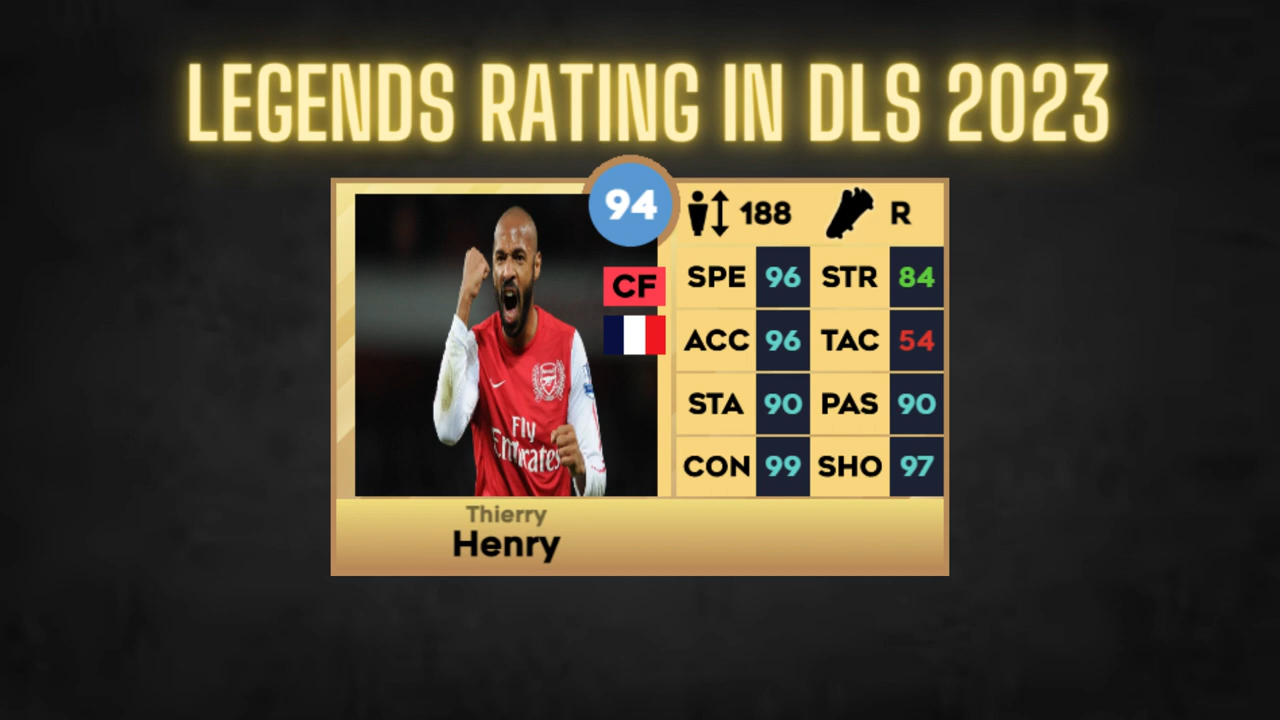 LEGENDS RATING IN DLS 2023
94
188 R
CF
SPE 96 STR 84
ACC 96 TAC 54
STA 90 PAS 90
CON 99 SHO 97
Fly
Emirates
Thierry
Henry